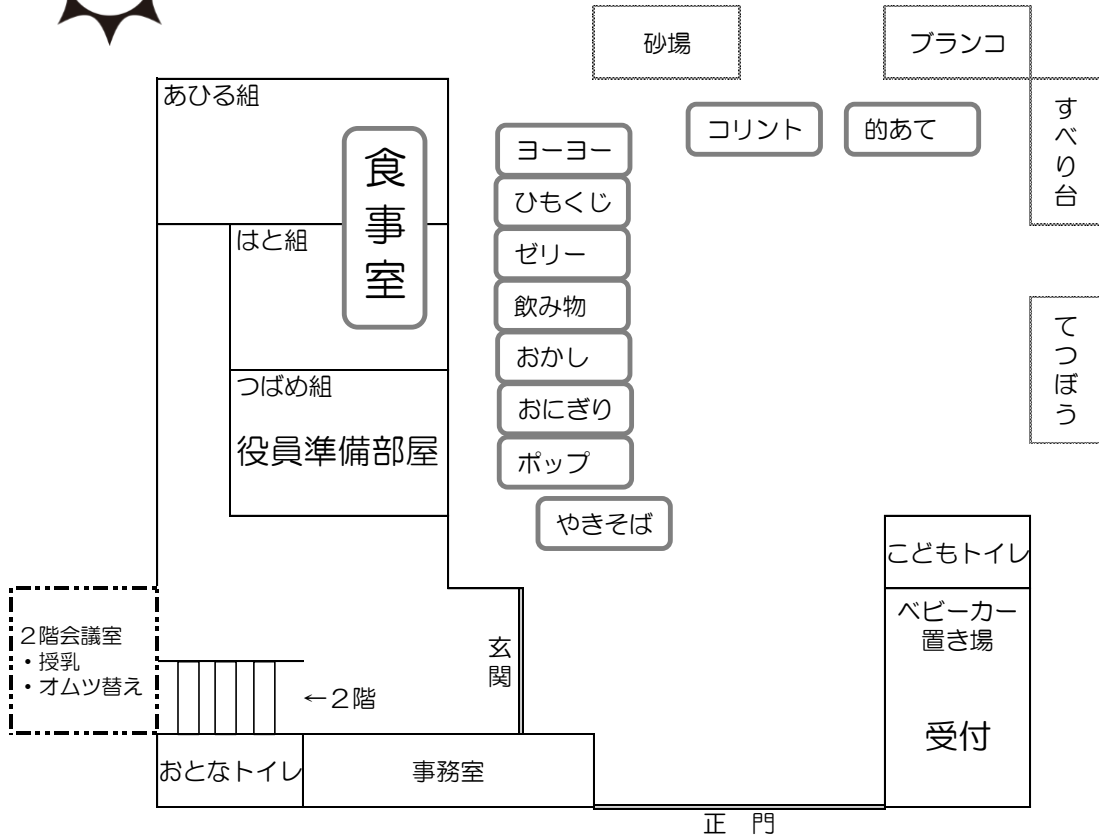 砂場
ブランコ
すべり台
あひる組
コリント
的あて
食事室
ヨーヨー
ひもくじ
はと組
ゼリー
飲み物
てつぼう
おかし
つばめ組
おにぎり
役員準備部屋
ポップ
やきそば
こどもトイレ
ベビーカー
置き場
2階会議室
・授乳
・オムツ替え
玄関
←2階
受付
おとなトイレ
事務室
正 門